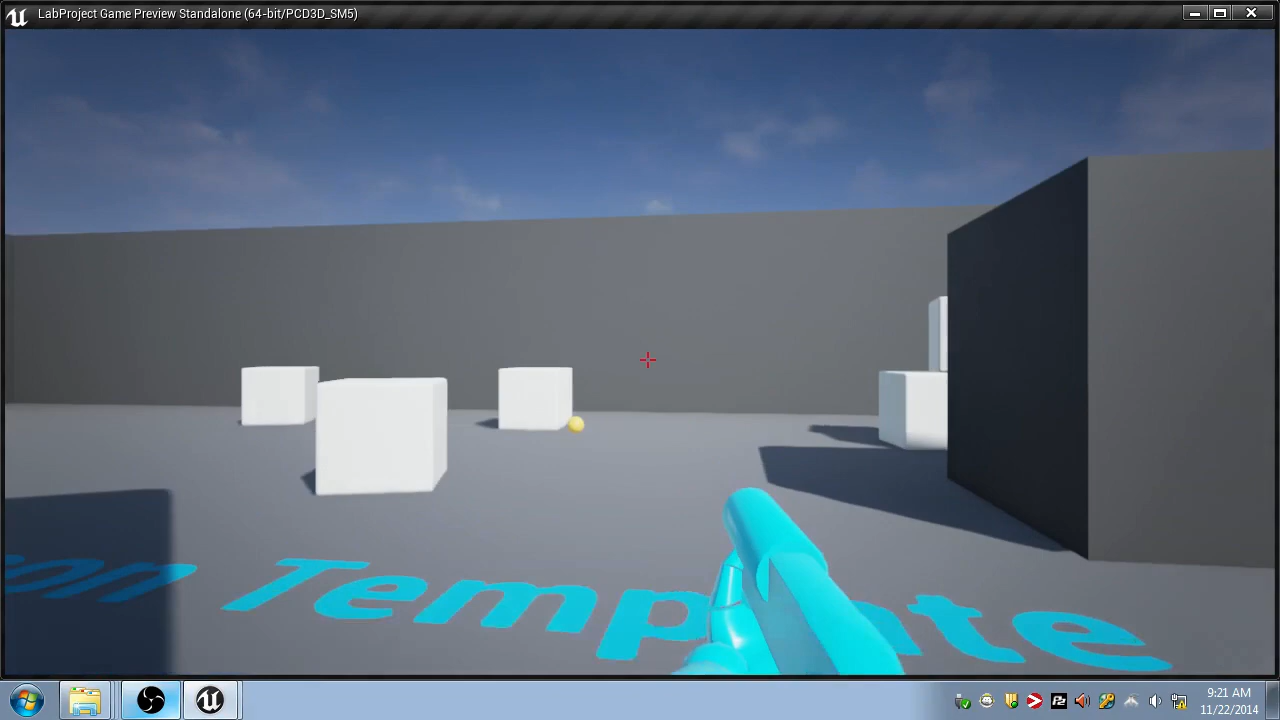 LabProject Game Preview Standalone (64-bit/PCD3D_SM5)
Template
9:21 AM
11/22/2014